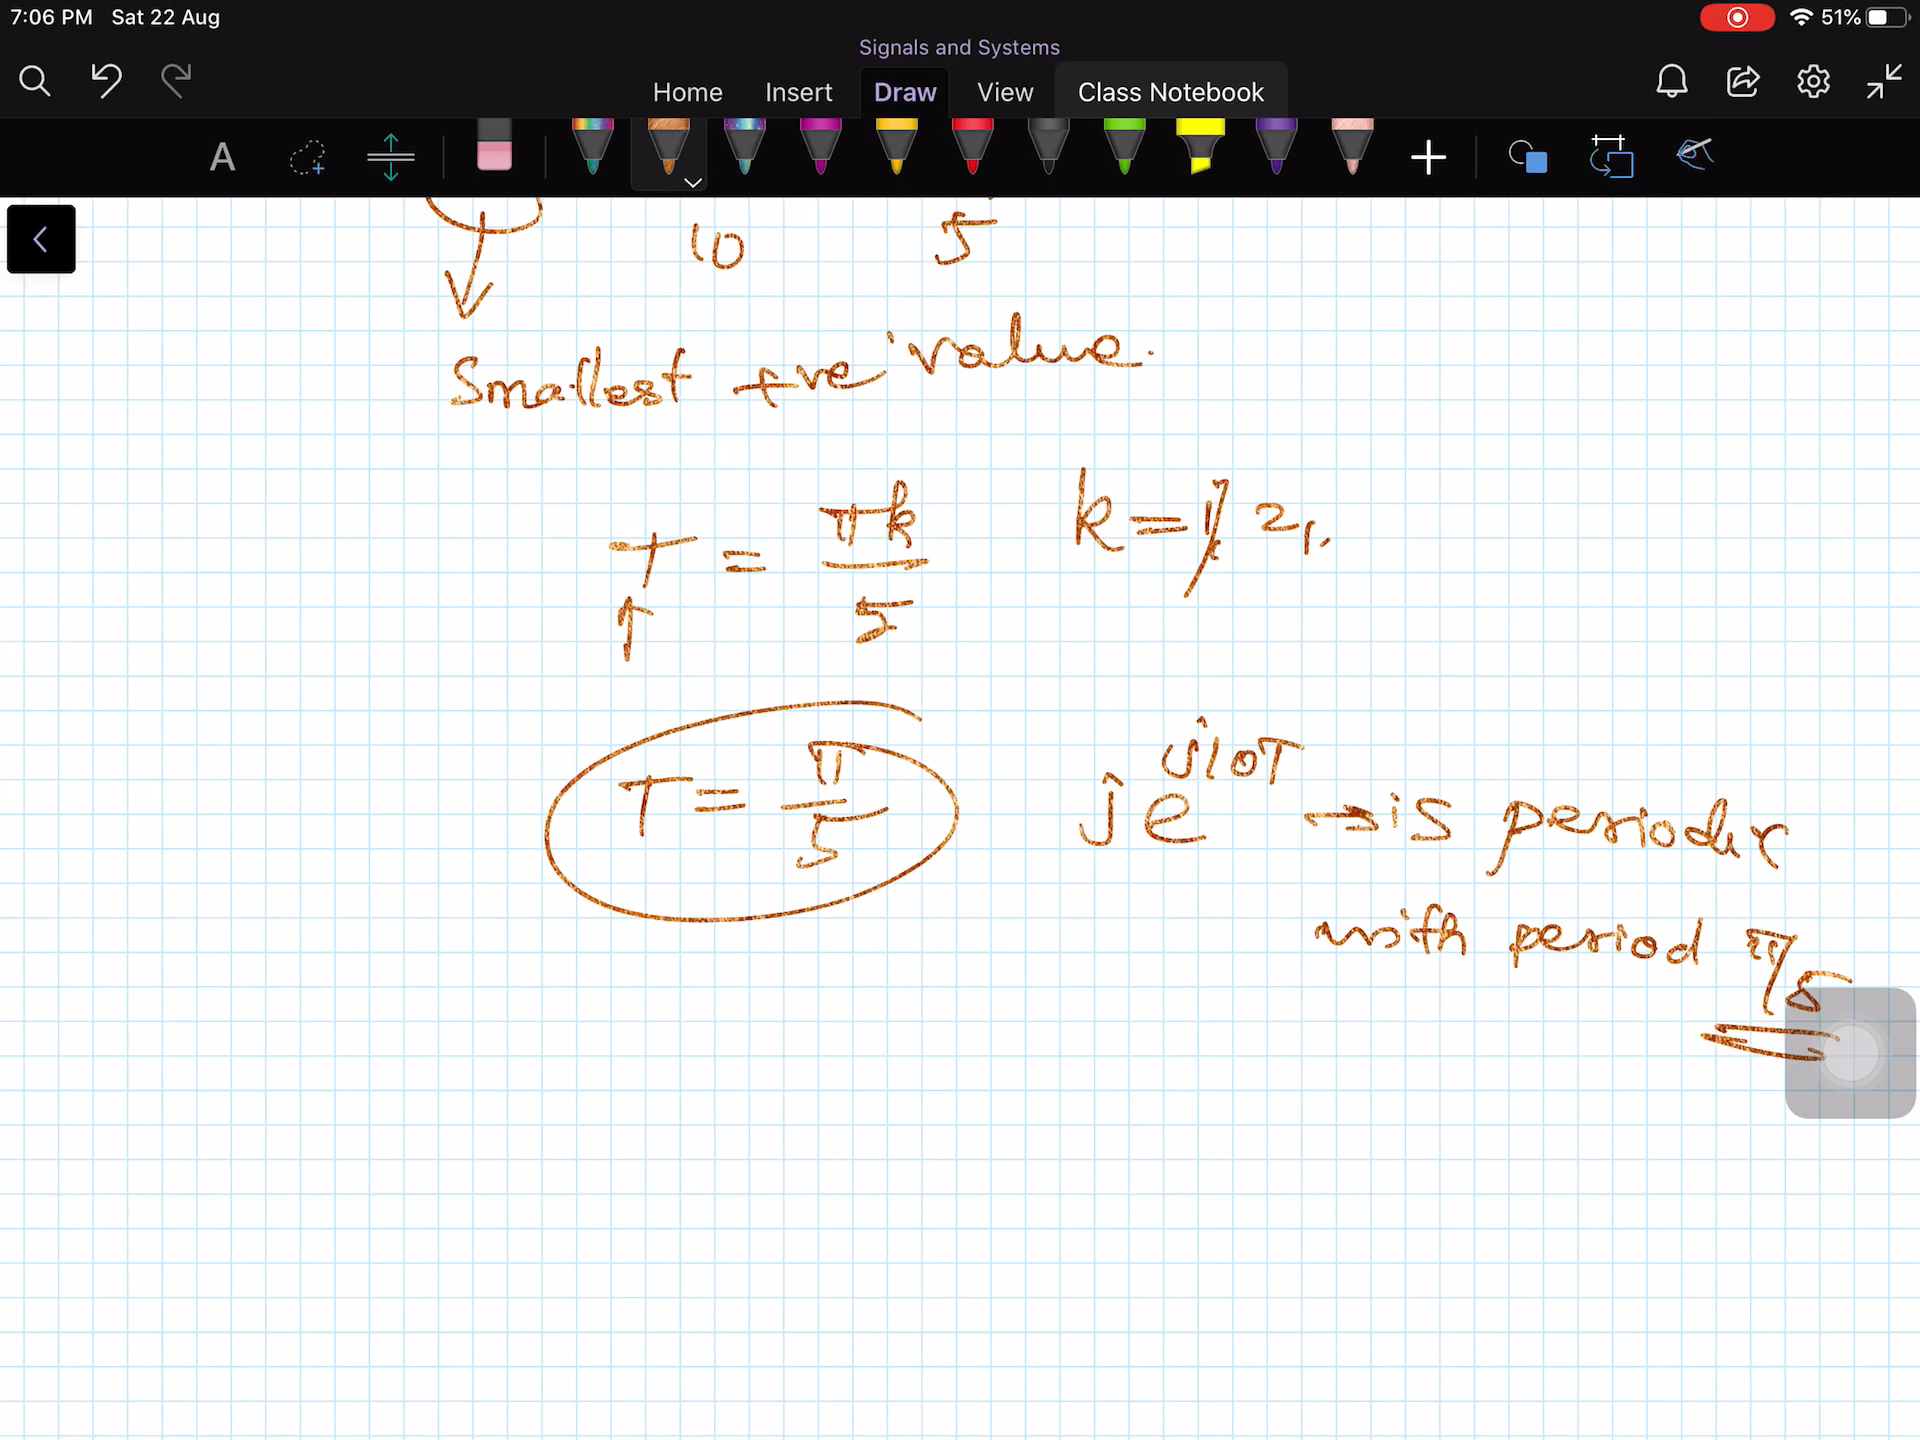 7:06 PM Sat 22 Aug
51%
Signals and Systems
Home Insert Draw View Class Notebook
A
10 5
Smallest +ve value.
T = πk/5 k = 1, 2, .
T = π/5 je^{j10T} → is periodic
with period π/5